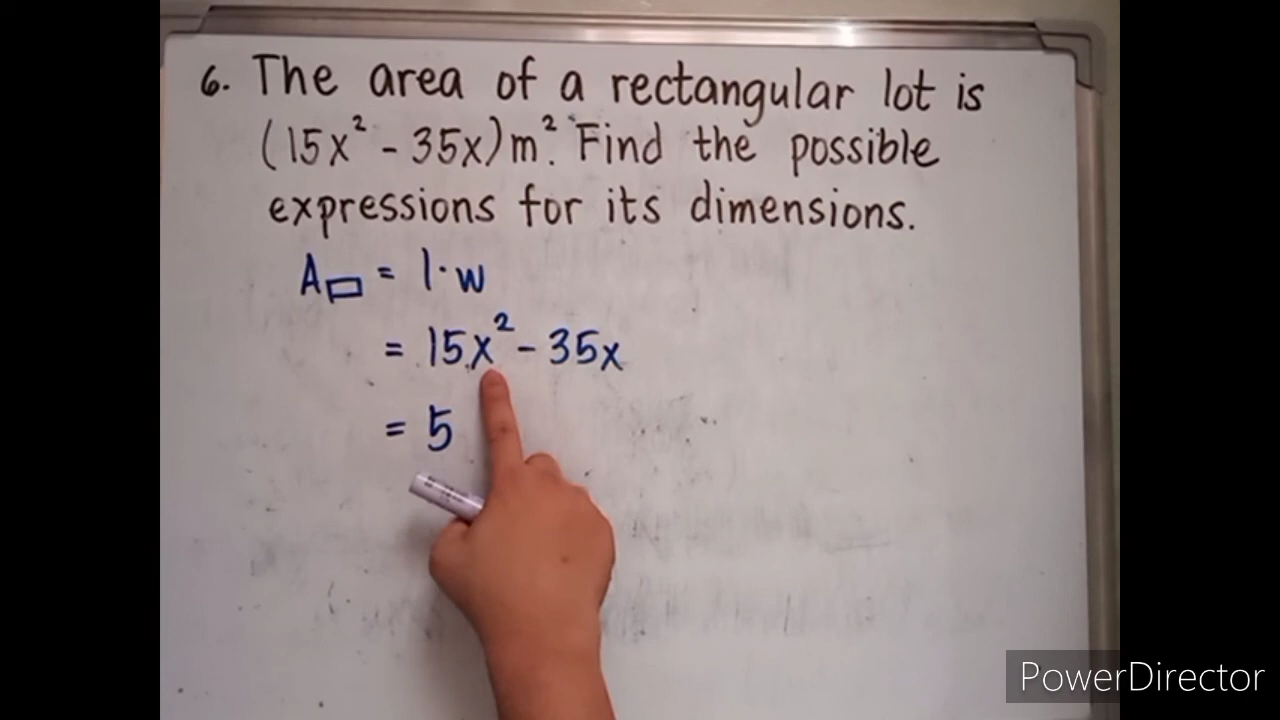 6. The area of a rectangular lot is
(15x² - 35x)m². Find the possible
expressions for its dimensions.
A▭ = l·w
= 15x² - 35x
= 5
PowerDirector